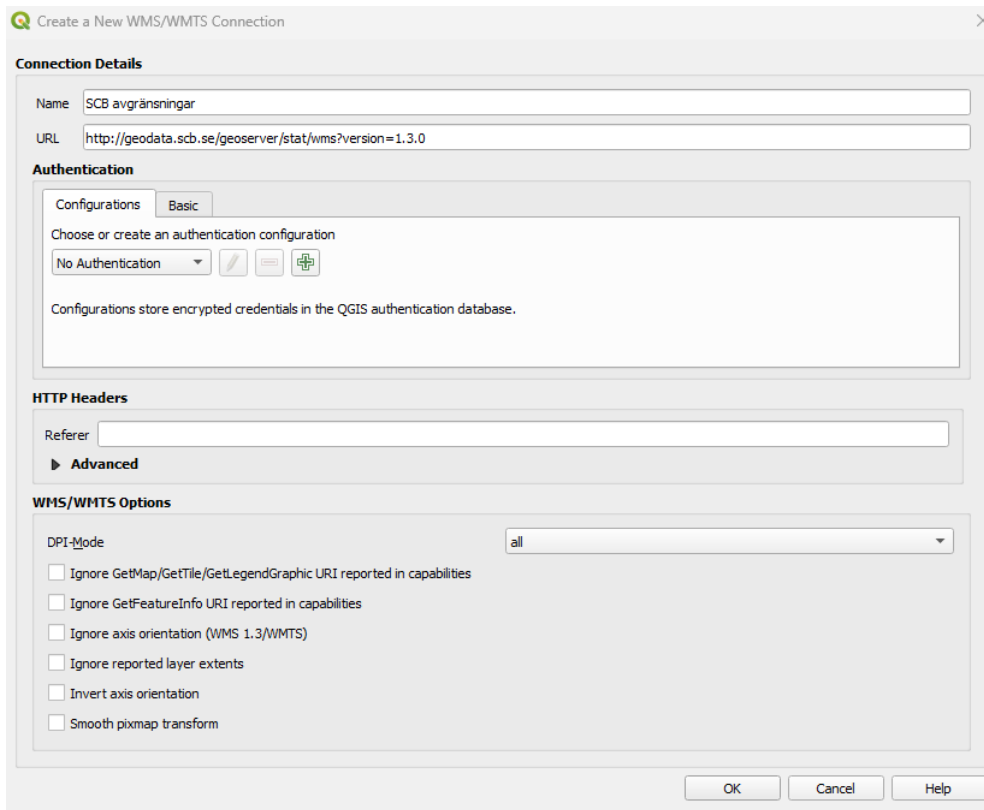 Create a New WMS/WMTS Connection
Connection Details
Name SCB avgränsningar
URL http://geodata.scb.se/geoserver/stat/wms?version=1.3.0
Authentication
Configurations Basic
Choose or create an authentication configuration
No Authentication
Configurations store encrypted credentials in the QGIS authentication database.
HTTP Headers
Referer
Advanced
WMS/WMTS Options
DPI-Mode all
Ignore GetMap/GetTile/GetLegendGraphic URI reported in capabilities
Ignore GetFeatureInfo URI reported in capabilities
Ignore axis orientation (WMS 1.3/WMTS)
Ignore reported layer extents
Invert axis orientation
Smooth pixmap transform
OK Cancel Help